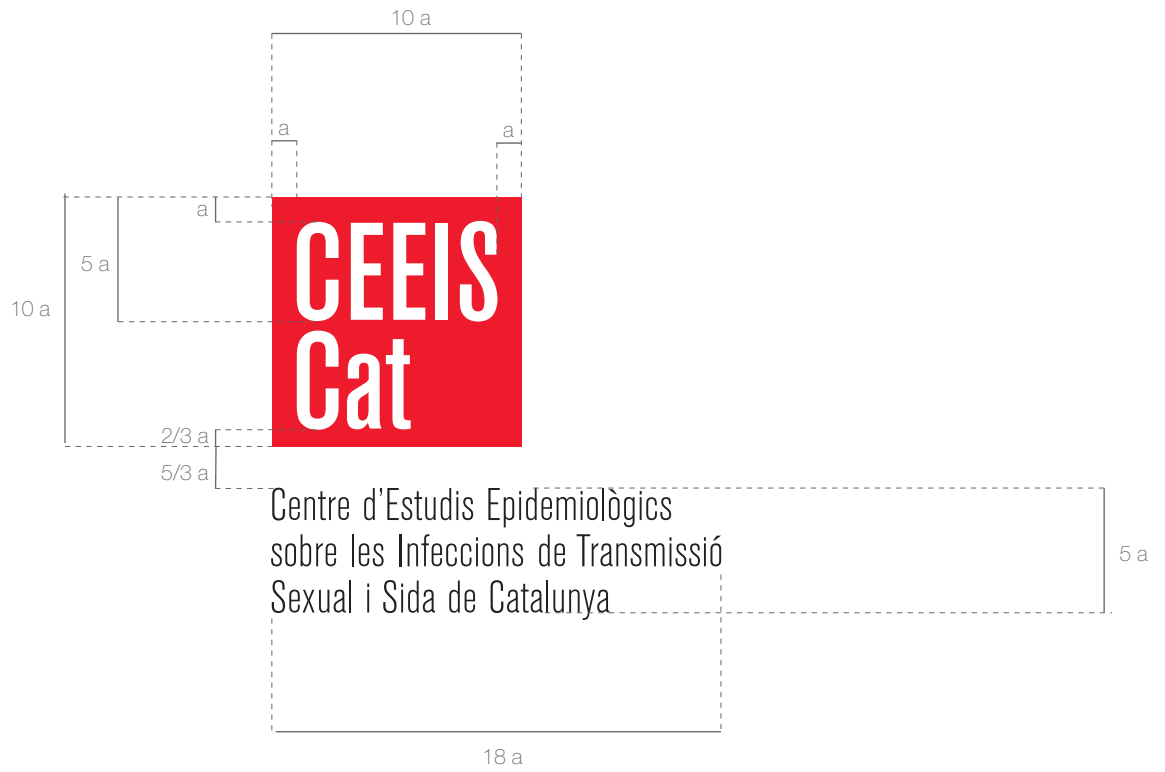 10 a
a
a
a
5 a
10 a
CEEIS
Cat
2/3 a
5/3 a
Centre d'Estudis Epidemiològics
sobre les Infeccions de Transmissió
Sexual i Sida de Catalunya
5 a
18 a